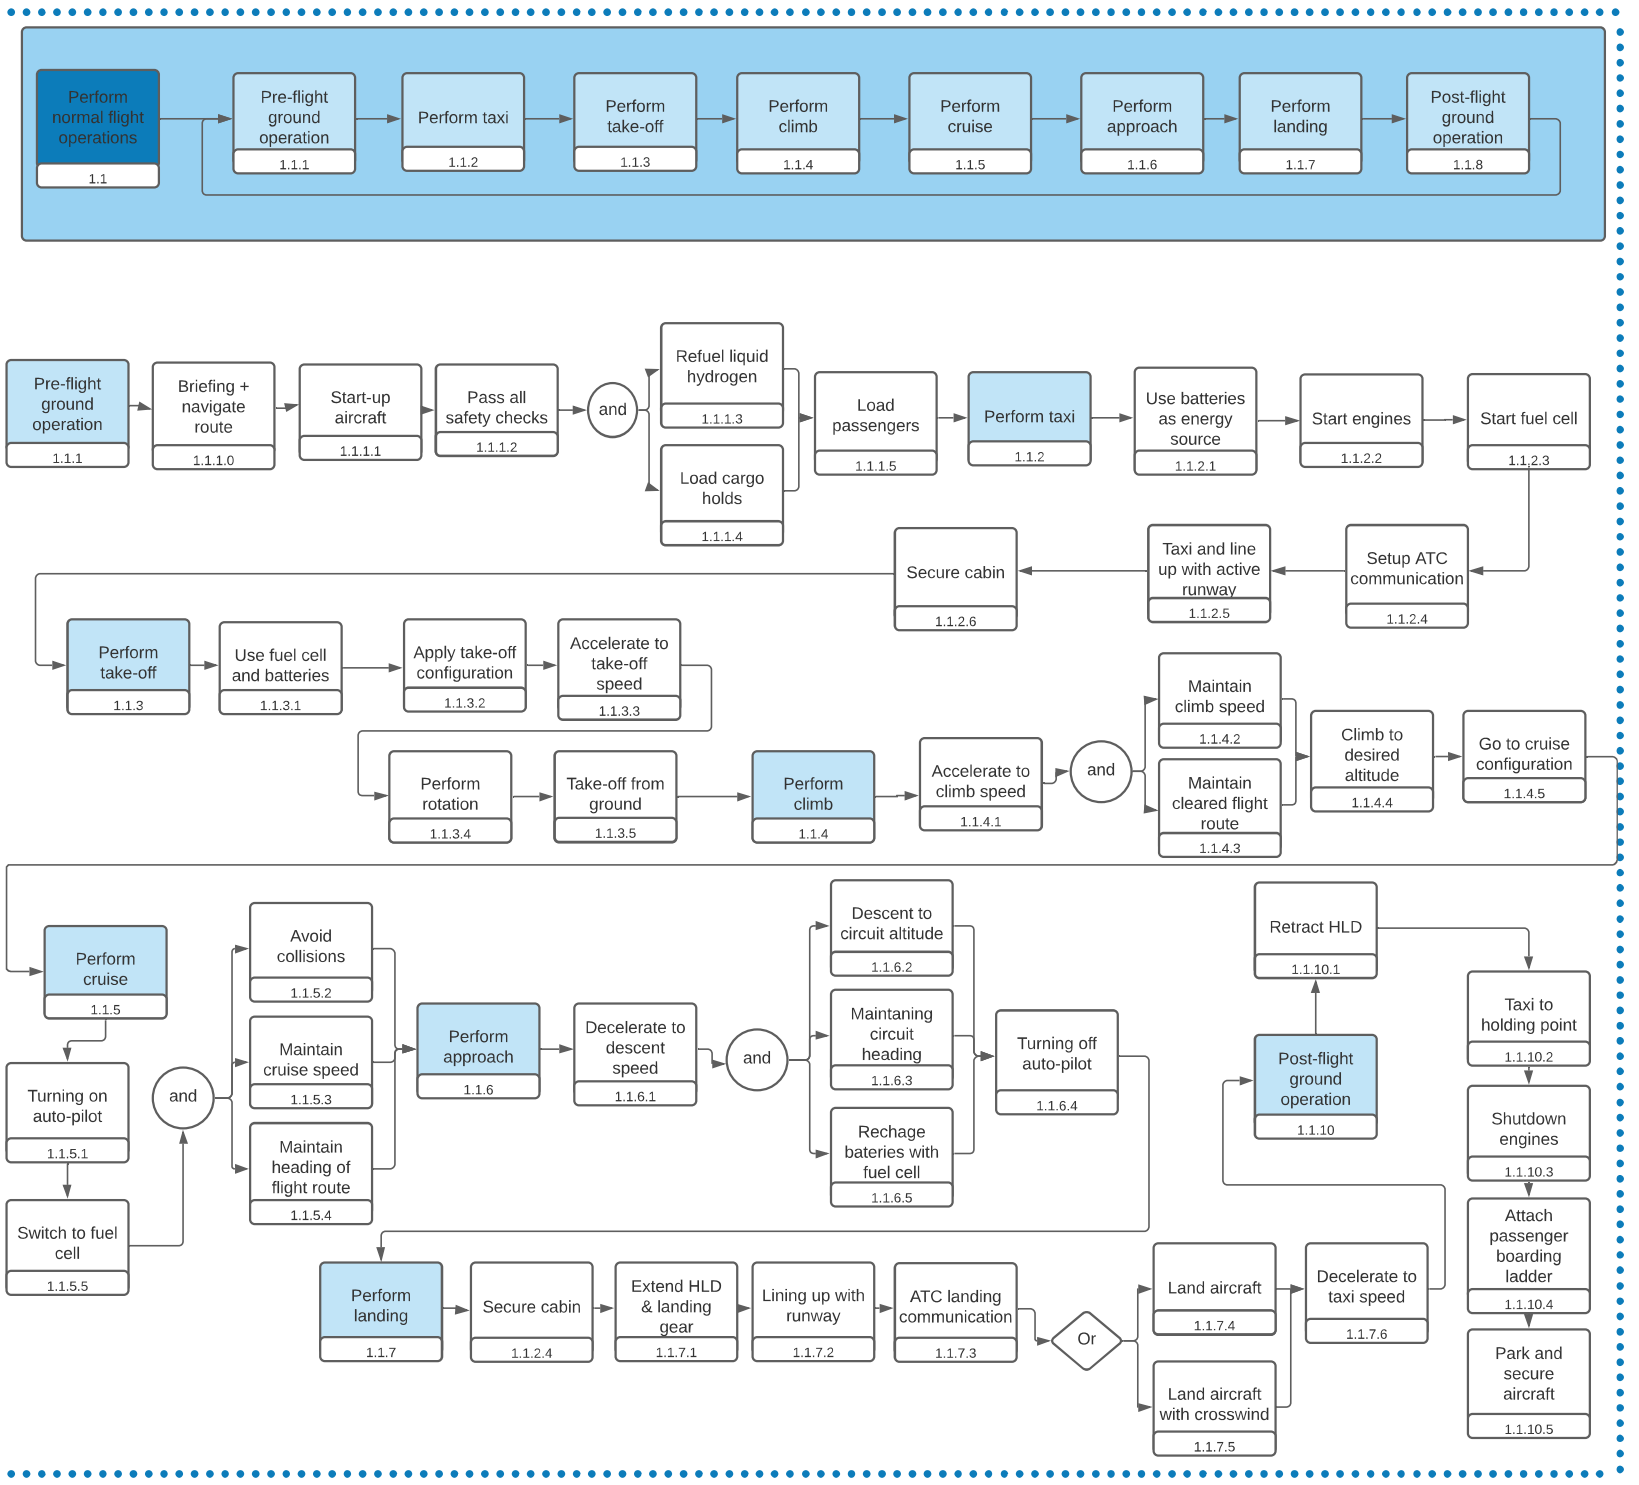 Perform
normal flight
operations
1.1
Pre-flight
ground
operation
1.1.1
Perform taxi
1.1.2
Perform
take-off
1.1.3
Perform
climb
1.1.4
Perform
cruise
1.1.5
Perform
approach
1.1.6
Perform
landing
1.1.7
Post-flight
ground
operation
1.1.8
Pre-flight
ground
operation
1.1.1
Briefing +
navigate
route
1.1.1.0
Start-up
aircraft
1.1.1.1
Pass all
safety checks
1.1.1.2
and
Refuel liquid
hydrogen
1.1.1.3
Load cargo
holds
1.1.1.4
Load
passengers
1.1.1.5
Perform taxi
1.1.2
Use batteries
as energy
source
1.1.2.1
Start engines
1.1.2.2
Start fuel cell
1.1.2.3
Setup ATC
communication
1.1.2.4
Taxi and line
up with active
runway
1.1.2.5
Secure cabin
1.1.2.6
Perform
take-off
1.1.3
Use fuel cell
and batteries
1.1.3.1
Apply take-off
configuration
1.1.3.2
Accelerate to
take-off
speed
1.1.3.3
Perform
rotation
1.1.3.4
Take-off from
ground
1.1.3.5
Perform
climb
1.1.4
Accelerate to
climb speed
1.1.4.1
and
Maintain
climb speed
1.1.4.2
Maintain
cleared flight
route
1.1.4.3
Climb to
desired
altitude
1.1.4.4
Go to cruise
configuration
1.1.4.5
Perform
cruise
1.1.5
Turning on
auto-pilot
1.1.5.1
Switch to fuel
cell
1.1.5.5
and
Avoid
collisions
1.1.5.2
Maintain
cruise speed
1.1.5.3
Maintain
heading of
flight route
1.1.5.4
Perform
approach
1.1.6
Decelerate to
descent
speed
1.1.6.1
and
Descent to
circuit altitude
1.1.6.2
Maintaning
circuit
heading
1.1.6.3
Rechage
bateries with
fuel cell
1.1.6.5
Turning off
auto-pilot
1.1.6.4
Perform
landing
1.1.7
Secure cabin
1.1.2.4
Extend HLD
& landing
gear
1.1.7.1
Lining up with
runway
1.1.7.2
ATC landing
communication
1.1.7.3
Or
Land aircraft
1.1.7.4
Land aircraft
with crosswind
1.1.7.5
Decelerate to
taxi speed
1.1.7.6
Post-flight
ground
operation
1.1.10
Retract HLD
1.1.10.1
Taxi to
holding point
1.1.10.2
Shutdown
engines
1.1.10.3
Attach
passenger
boarding
ladder
1.1.10.4
Park and
secure
aircraft
1.1.10.5